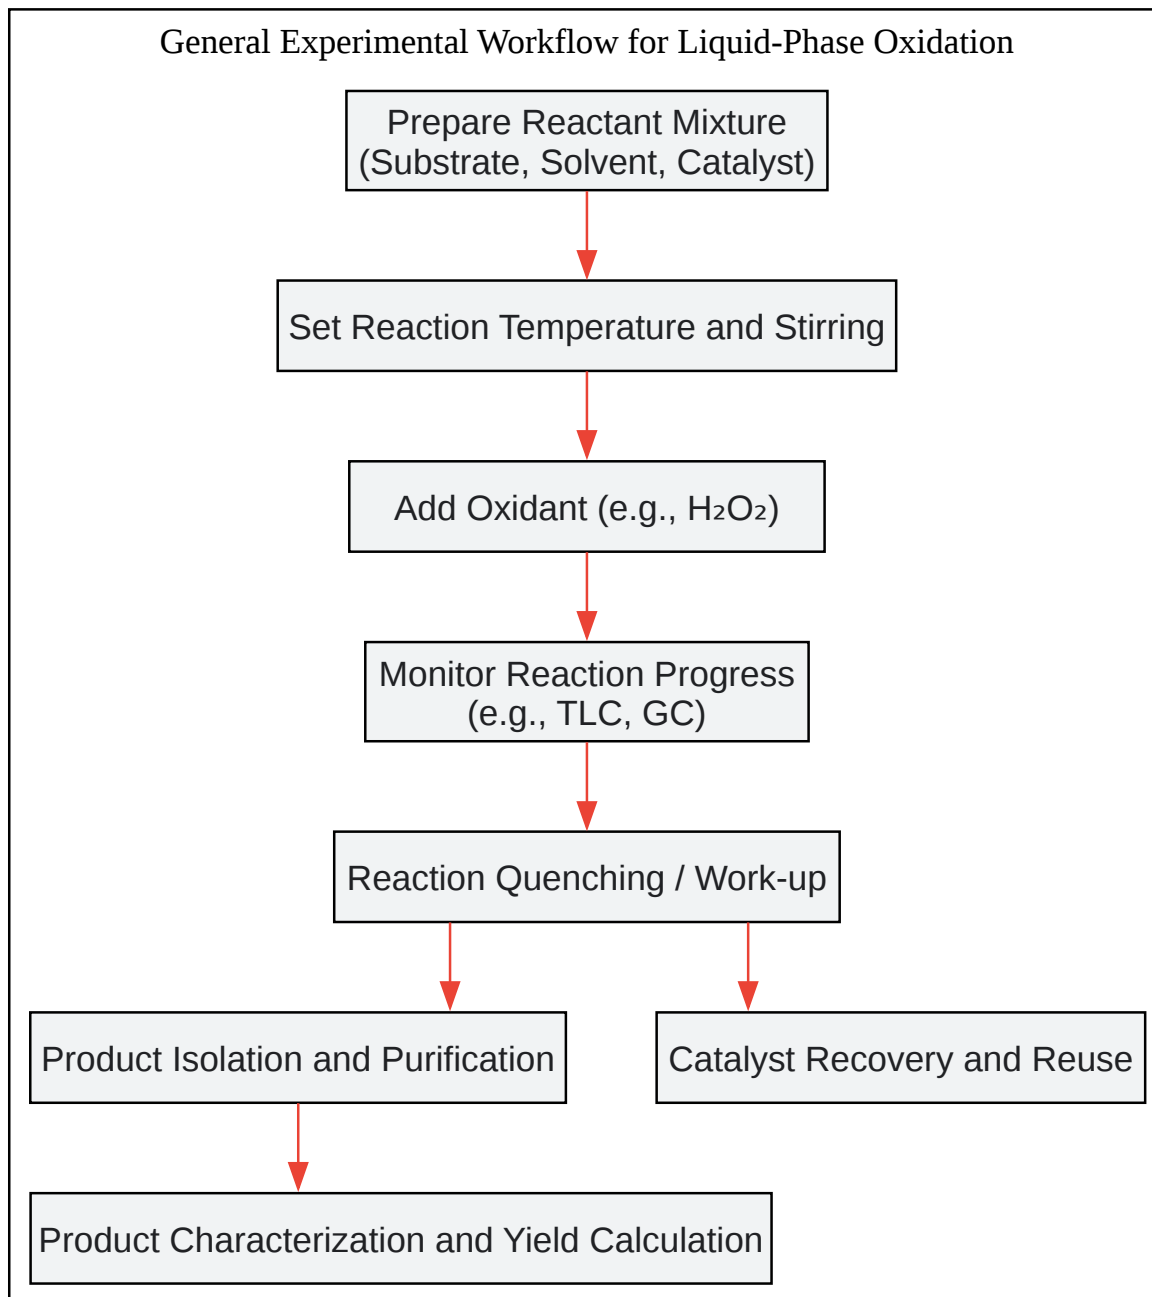 General Experimental Workflow for Liquid-Phase Oxidation
Prepare Reactant Mixture
(Substrate, Solvent, Catalyst)
Set Reaction Temperature and Stirring
Add Oxidant (e.g., H₂O₂)
Monitor Reaction Progress
(e.g., TLC, GC)
Reaction Quenching / Work-up
Product Isolation and Purification
Catalyst Recovery and Reuse
Product Characterization and Yield Calculation